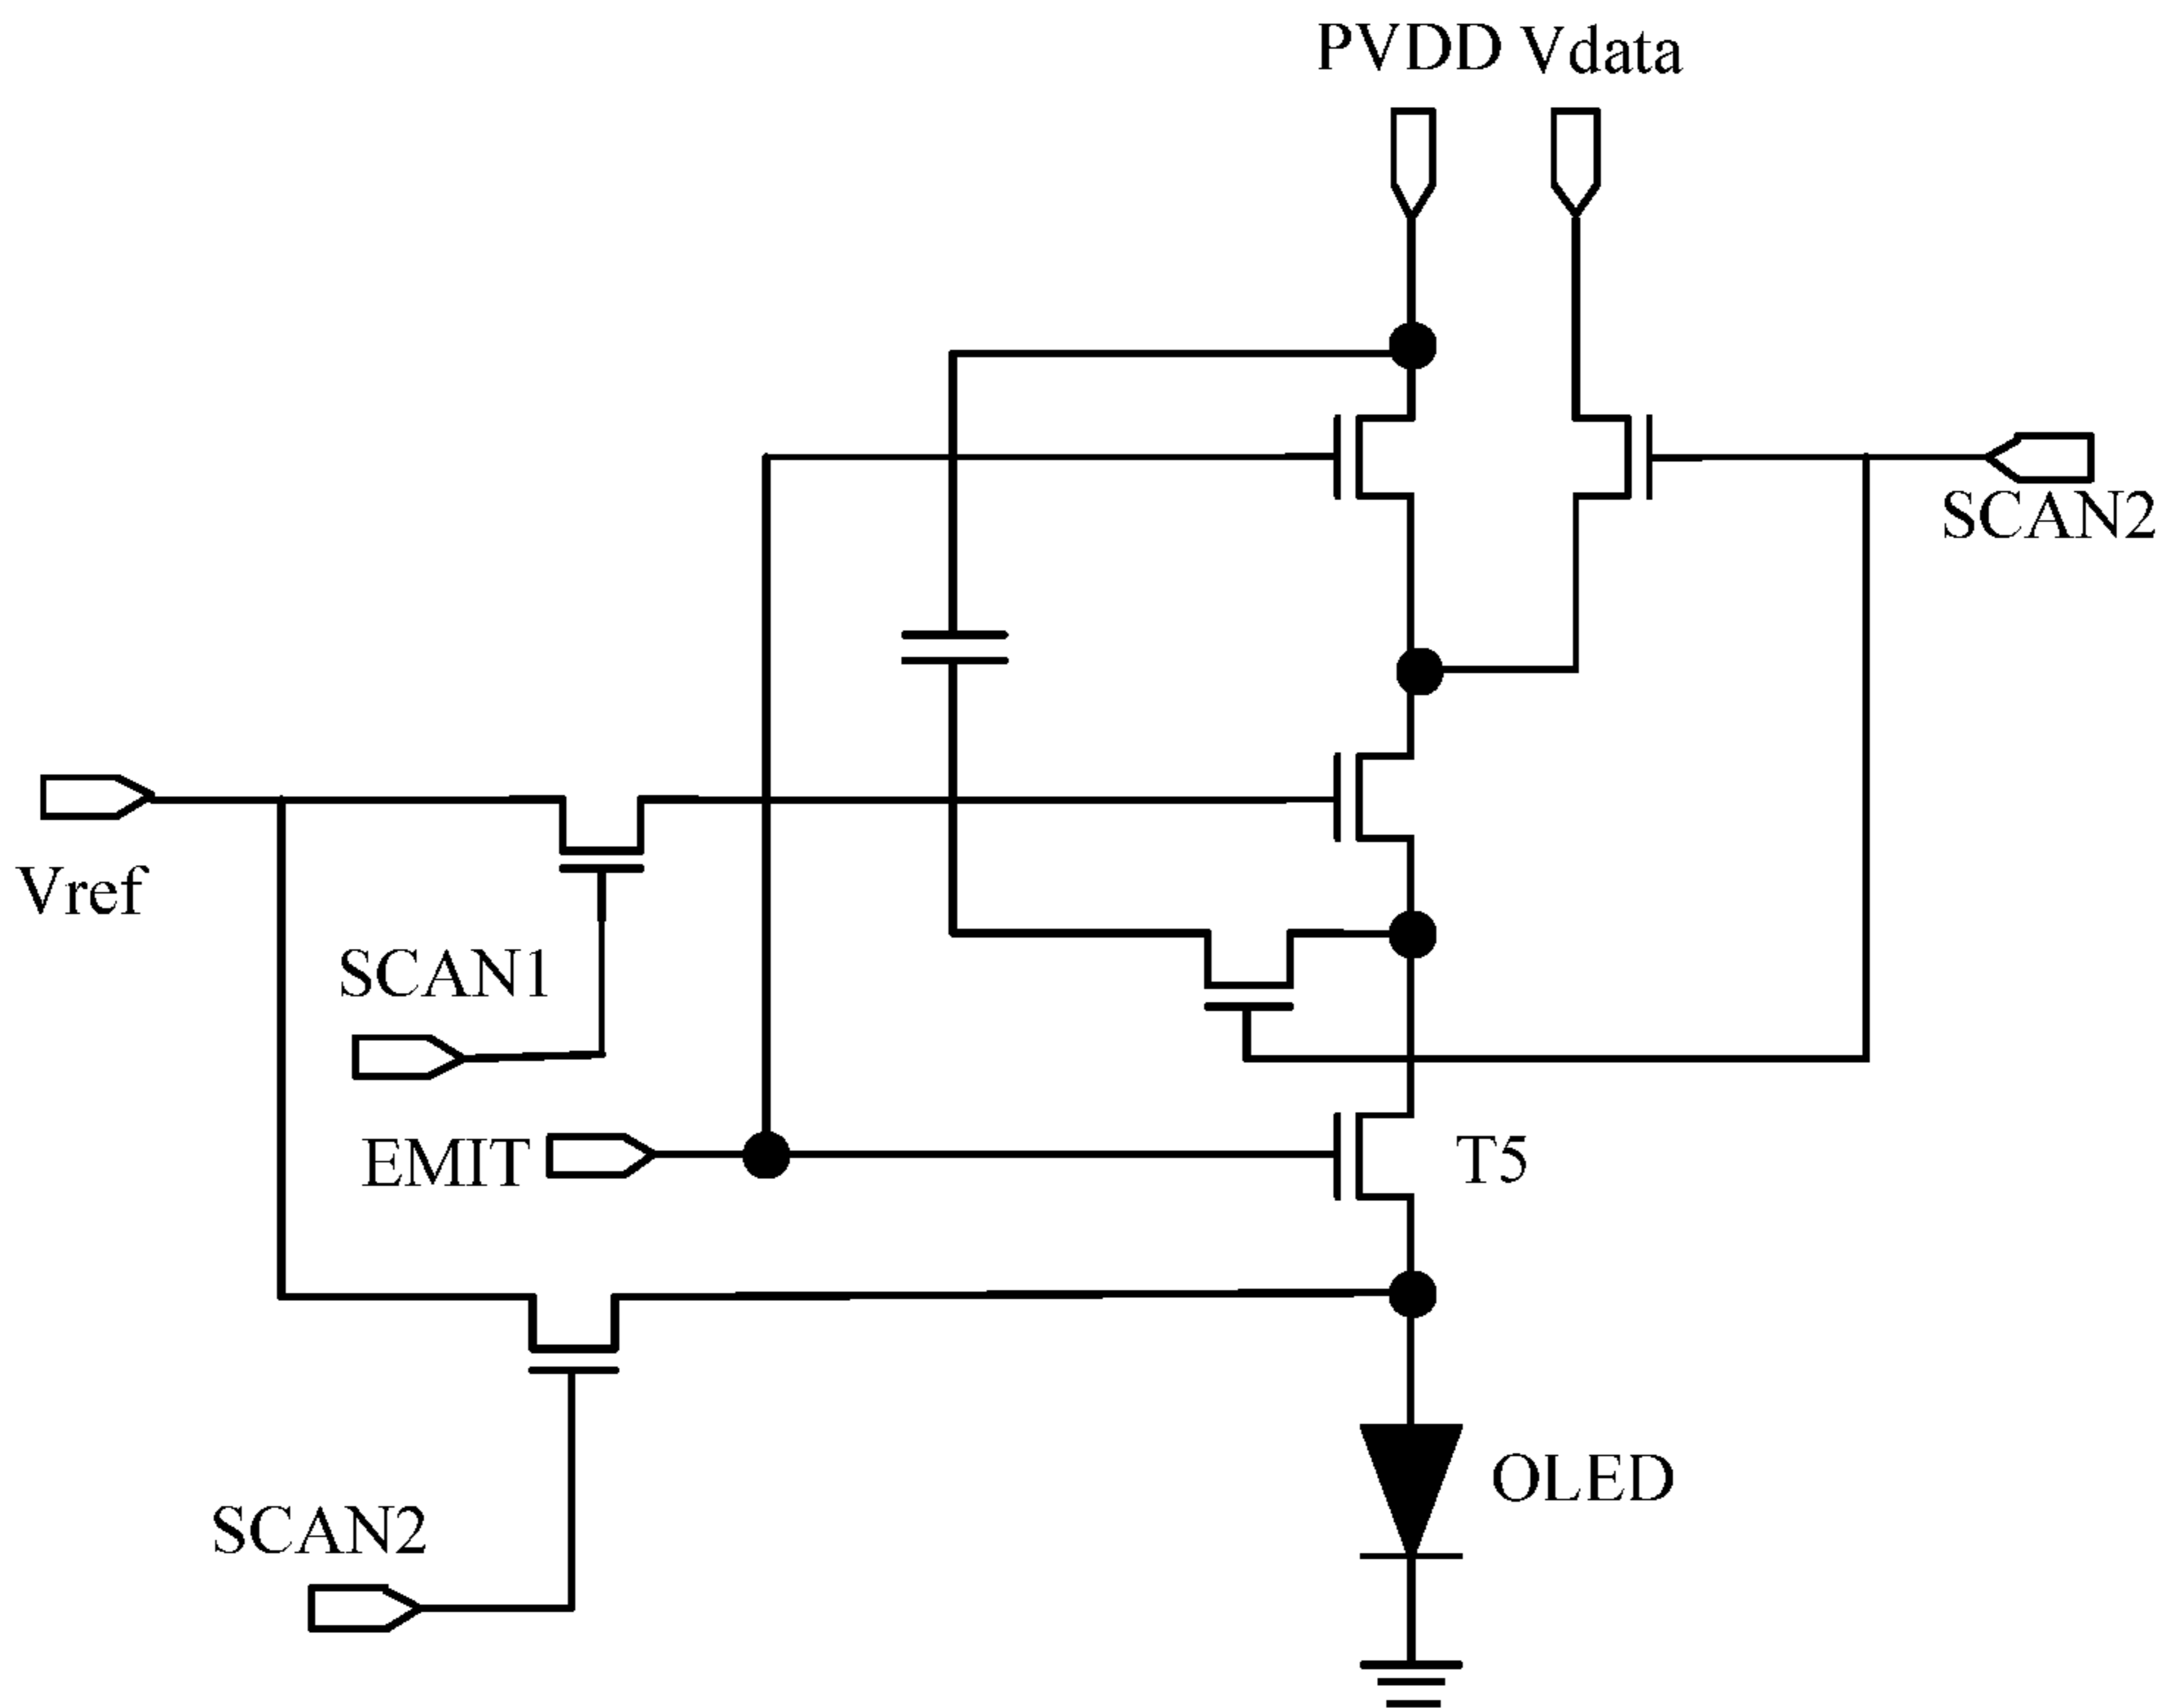 PVDD Vdata
SCAN2
Vref
SCAN1
EMIT
T5
OLED
SCAN2